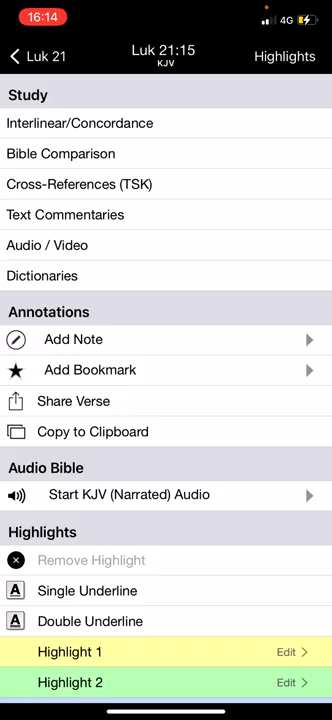 16:14
4G
Luk 21
Luk 21:15
KJV
Highlights
Study
Interlinear/Concordance
Bible Comparison
Cross-References (TSK)
Text Commentaries
Audio / Video
Dictionaries
Annotations
Add Note
Add Bookmark
Share Verse
Copy to Clipboard
Audio Bible
Start KJV (Narrated) Audio
Highlights
Remove Highlight
A Single Underline
A Double Underline
Highlight 1 Edit
Highlight 2 Edit